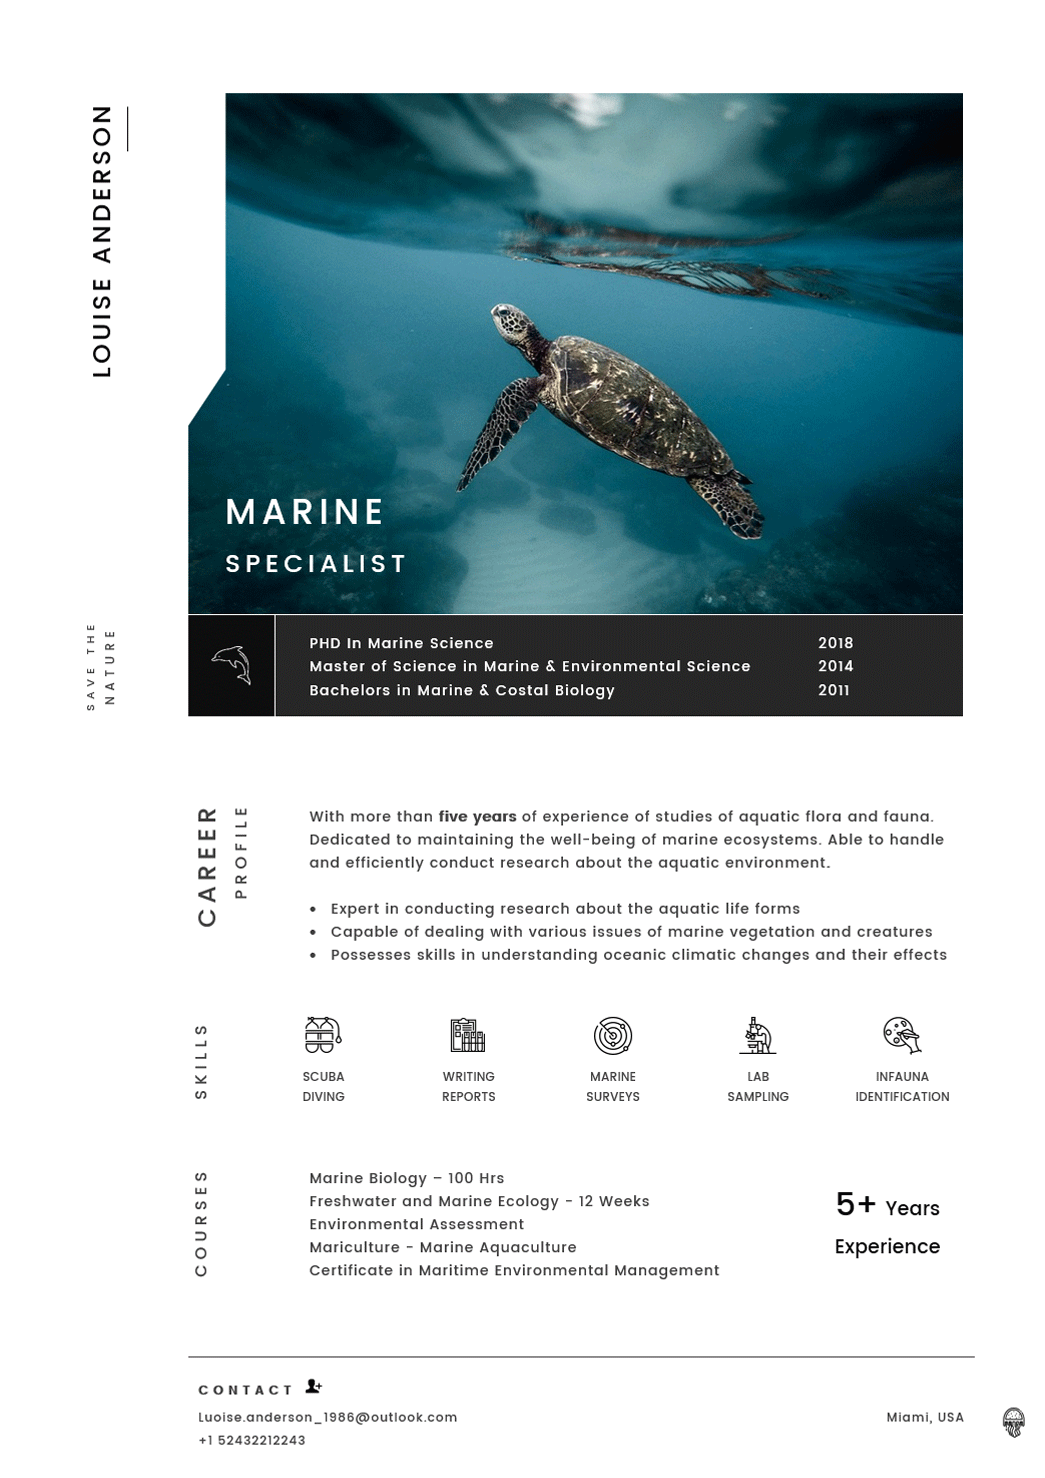 LOUISE ANDERSON
MARINE
SPECIALIST
SAVE THE
NATURE
PHD In Marine Science 2018
Master of Science in Marine & Environmental Science 2014
Bachelors in Marine & Costal Biology 2011
CAREER
PROFILE
With more than five years of experience of studies of aquatic flora and fauna.
Dedicated to maintaining the well-being of marine ecosystems. Able to handle
and efficiently conduct research about the aquatic environment.
• Expert in conducting research about the aquatic life forms
• Capable of dealing with various issues of marine vegetation and creatures
• Possesses skills in understanding oceanic climatic changes and their effects
SKILLS
SCUBA
DIVING
WRITING
REPORTS
MARINE
SURVEYS
LAB
SAMPLING
INFAUNA
IDENTIFICATION
COURSES
Marine Biology – 100 Hrs
Freshwater and Marine Ecology - 12 Weeks
Environmental Assessment
Mariculture - Marine Aquaculture
Certificate in Maritime Environmental Management
5+ Years
Experience
CONTACT
Luoise.anderson_1986@outlook.com
+1 52432212243
Miami, USA